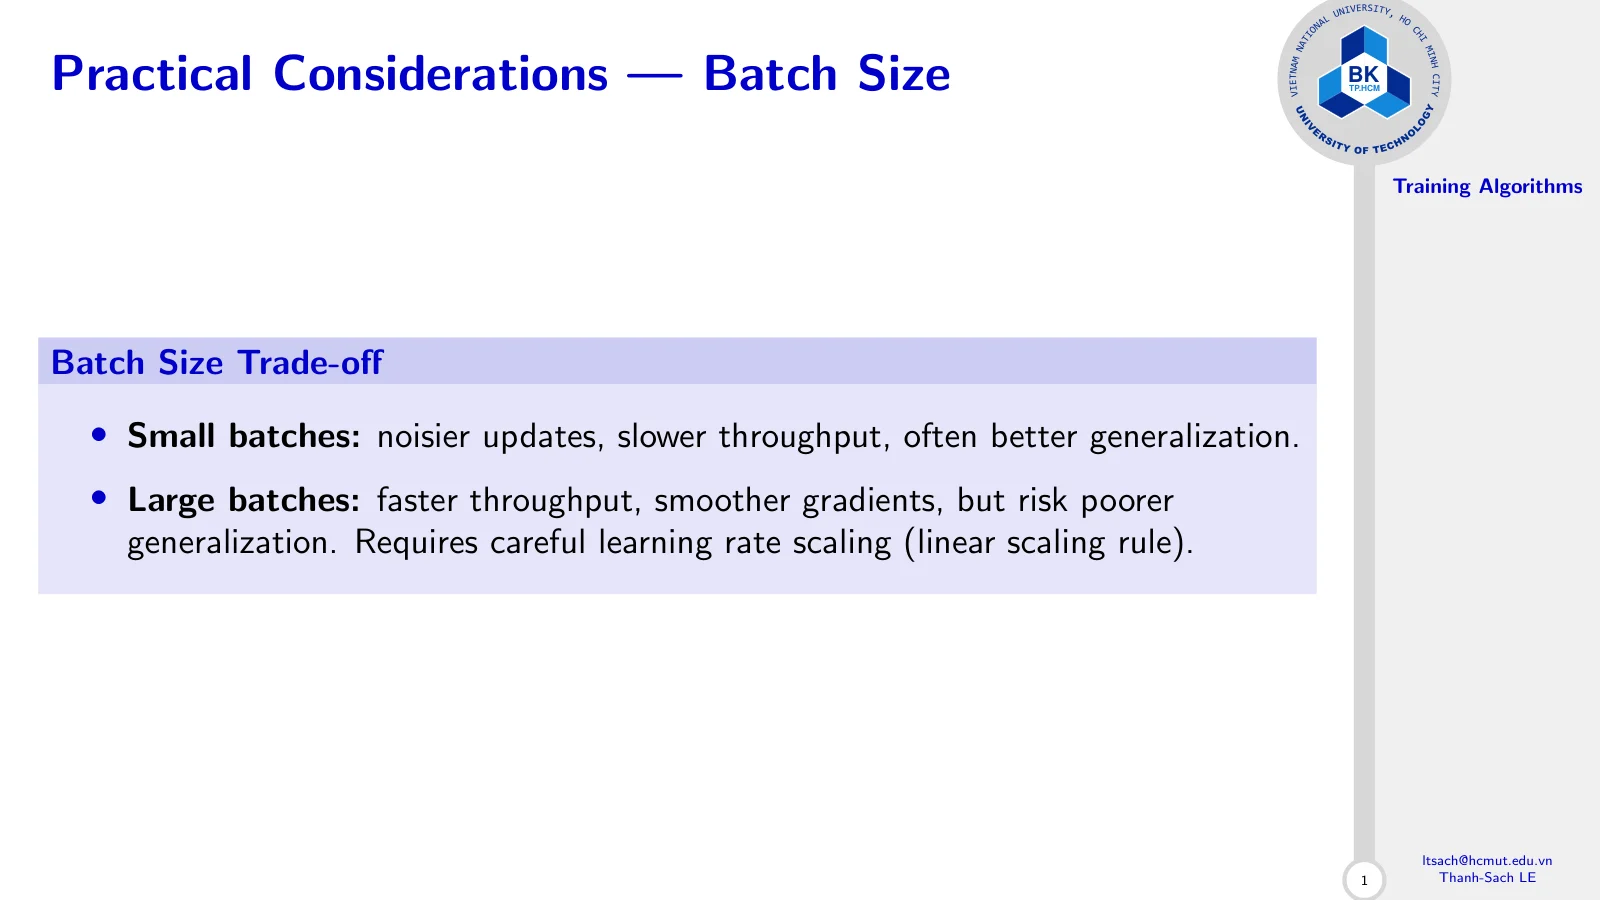 Practical Considerations — Batch Size
VIETNAM NATIONAL UNIVERSITY, HO CHI MINH CITY
BK
TP.HCM
UNIVERSITY OF TECHNOLOGY
Training Algorithms
Batch Size Trade-off
• Small batches: noisier updates, slower throughput, often better generalization.
• Large batches: faster throughput, smoother gradients, but risk poorer
generalization. Requires careful learning rate scaling (linear scaling rule).
ltsach@hcmut.edu.vn
Thanh-Sach LE
1